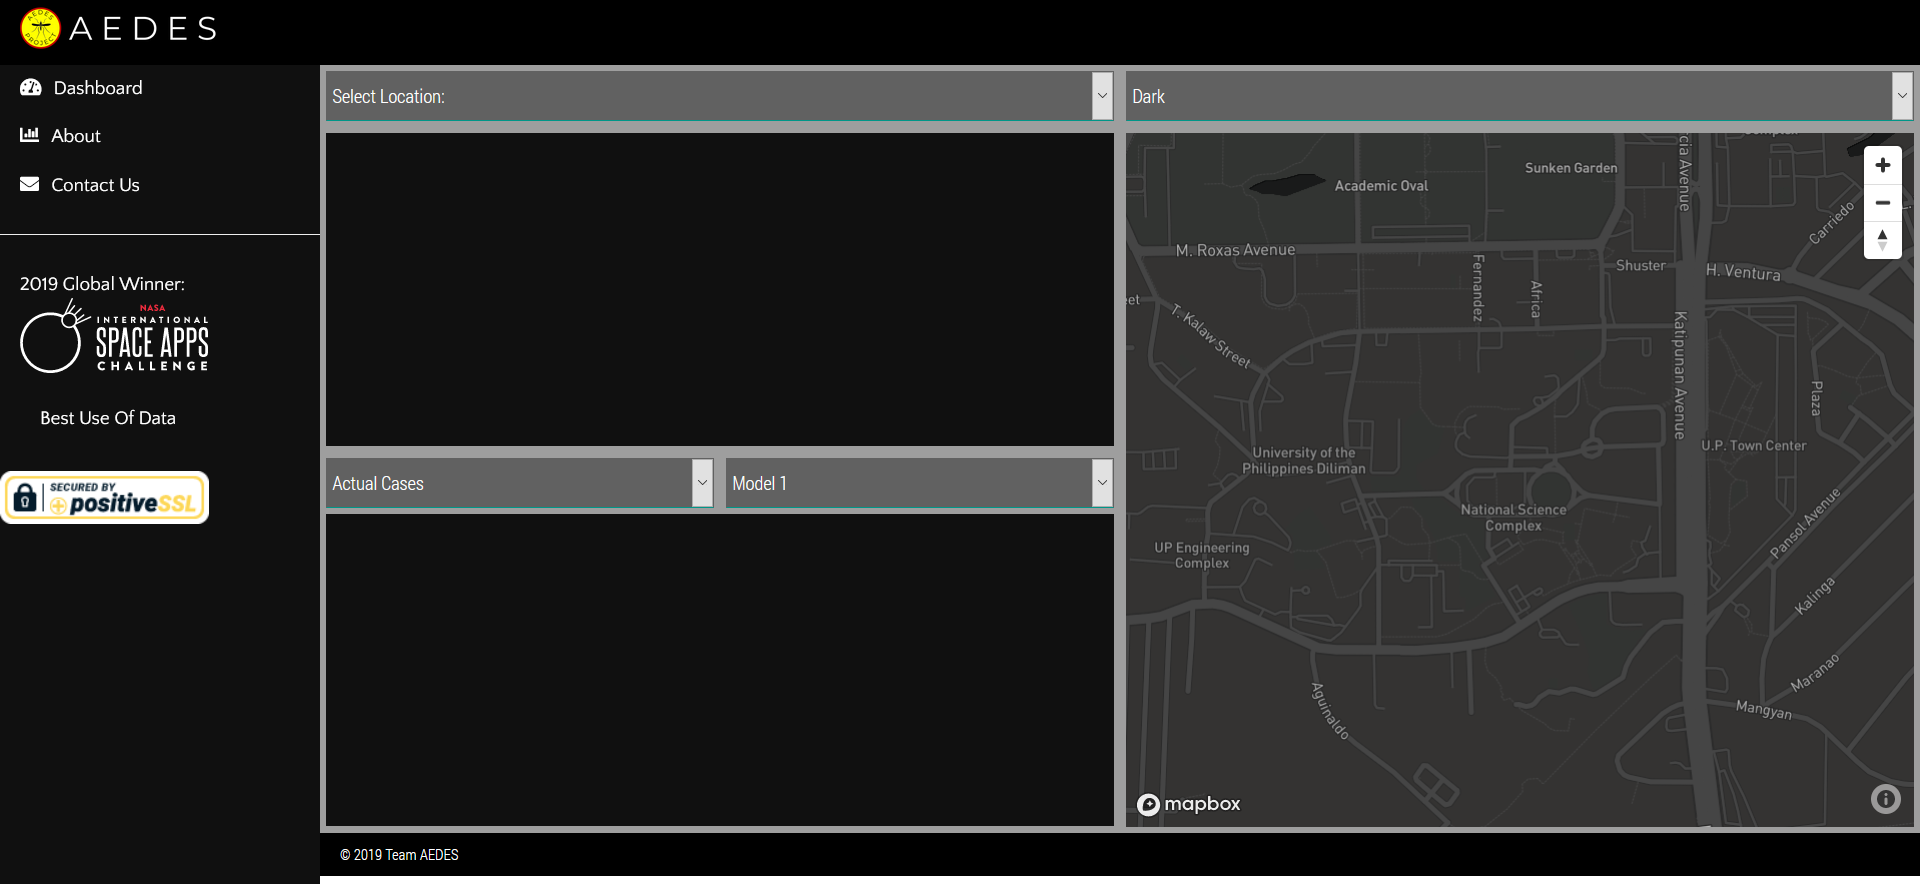 AEDES PROJECT
AEDES
Dashboard
About
Contact Us
2019 Global Winner:
NASA
INTERNATIONAL
SPACE APPS
CHALLENGE
Best Use Of Data
SECURED BY
positiveSSL
Select Location:
Actual Cases
Model 1
Dark
Sunken Garden
Academic Oval
cia Avenue
Carriedo
M. Roxas Avenue
Shuster
H. Ventura
Fernandez
Africa
eet
T. Kalaw Street
Katipunan Avenue
Plaza
U.P. Town Center
University of the
Philippines Diliman
National Science
Complex
UP Engineering
Complex
Pansol Avenue
Kalinga
Maranao
Mangyan
Aguinaldo
mapbox
© 2019 Team AEDES